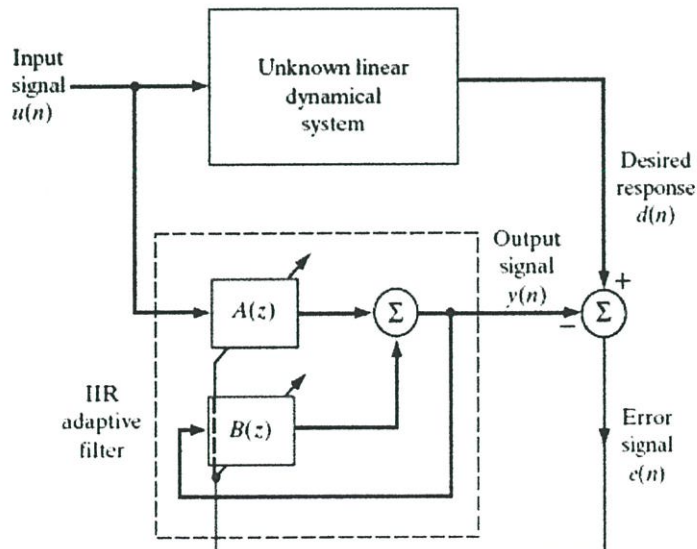 Input
signal
u(n)
Unknown linear
dynamical
system
Desired
response
d(n)
Output
signal
y(n)
+
A(z)
Σ
−
Σ
IIR
adaptive
filter
B(z)
Error
signal
e(n)